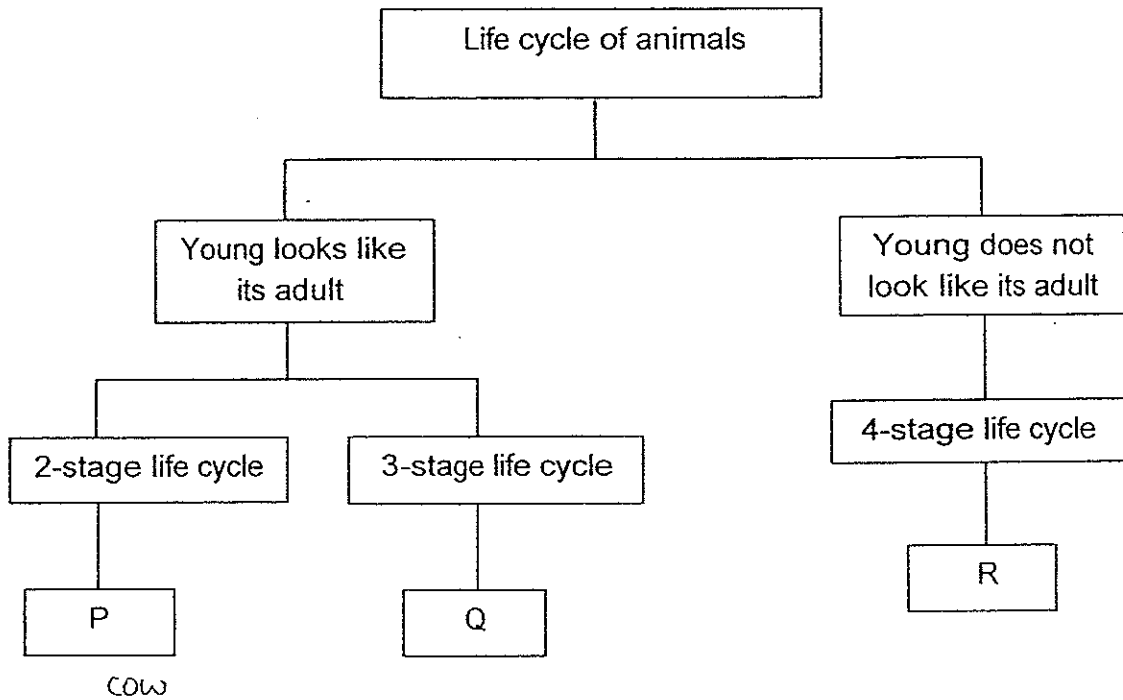 Life cycle of animals
Young looks like
its adult
Young does not
look like its adult
2-stage life cycle
3-stage life cycle
4-stage life cycle
P
Q
R
cow